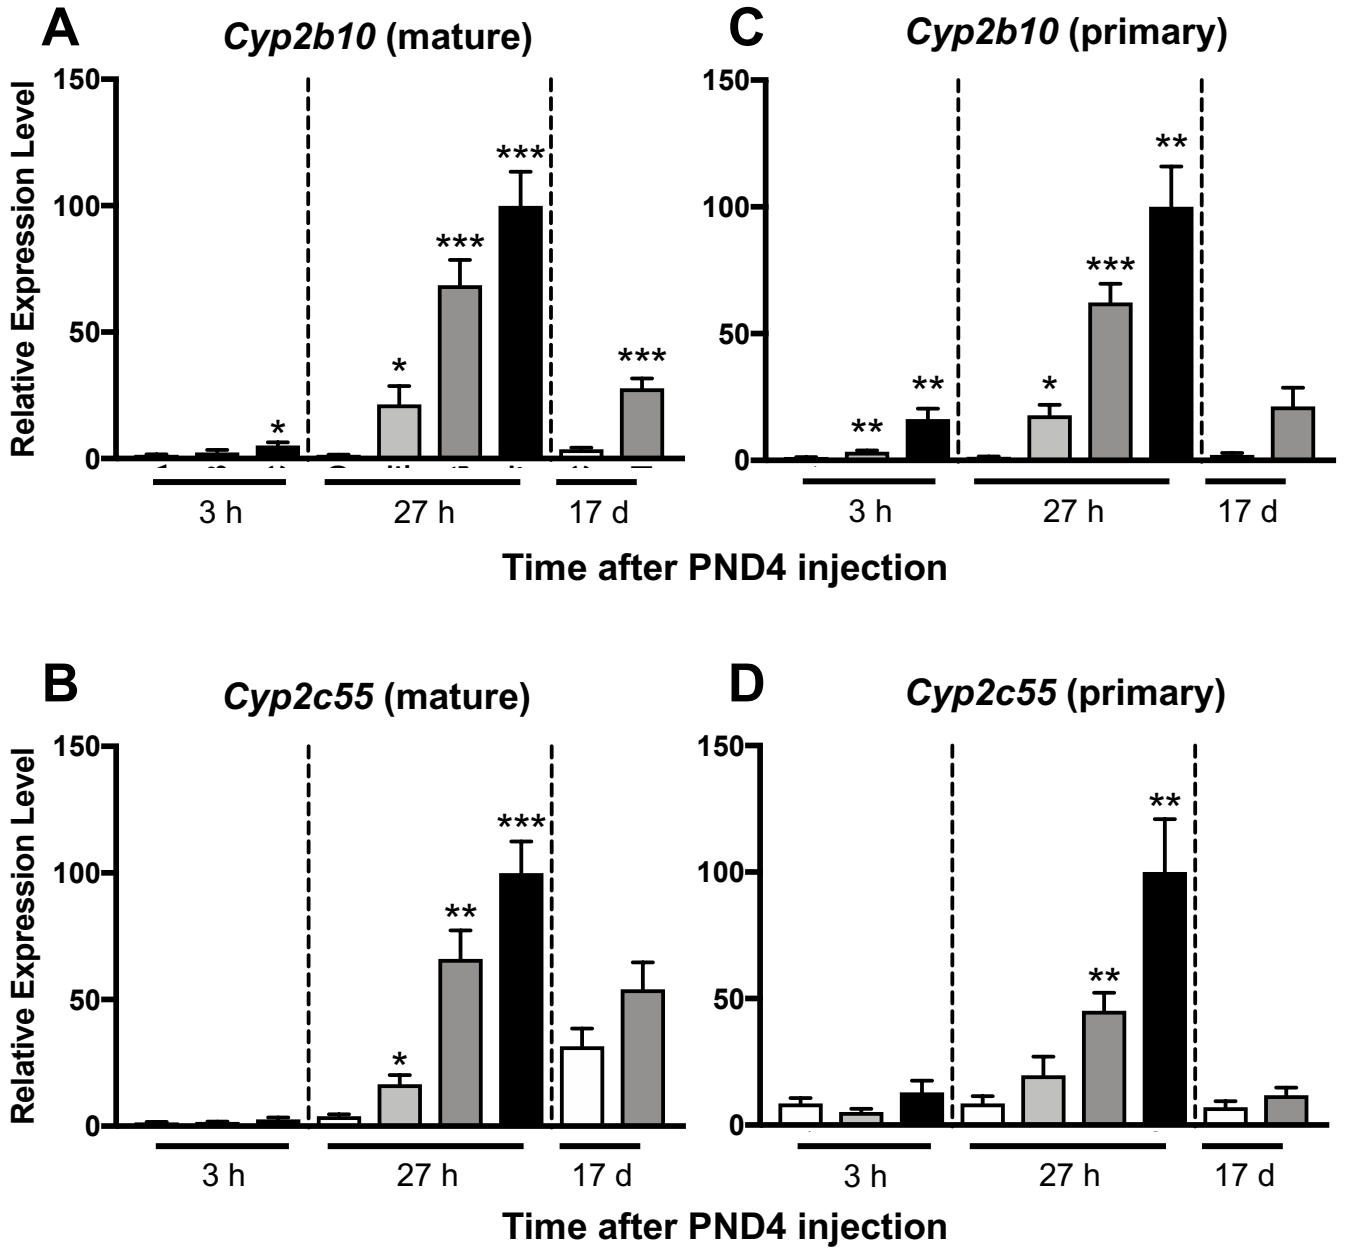 A
Cyp2b10 (mature)
Relative Expression Level
150
100
50
0
*
*
***
***
***
3 h
27 h
17 d
C
Cyp2b10 (primary)
150
100
50
0
**
**
*
***
**
3 h
27 h
17 d
Time after PND4 injection
B
Cyp2c55 (mature)
Relative Expression Level
150
100
50
0
*
**
***
3 h
27 h
17 d
D
Cyp2c55 (primary)
150
100
50
0
**
**
3 h
27 h
17 d
Time after PND4 injection